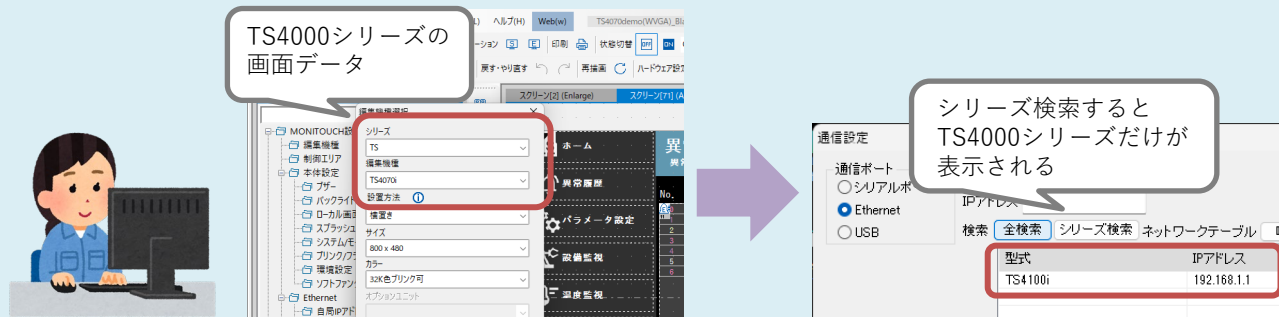 TS4000シリーズの
画面データ
ヘルプ(H) Web(w) TS4070demo(WVGA)_Bla
印刷 状態切替 OFF ON
戻す・やり直す 再描画 ハードウェア設定
スクリーン[2] (Enlarge) スクリーン[71] (A
編集機種選択
MONITOUCH設
編集機種
制御エリア
本体設定
ブザー
バックライト
ローカル画面
スプラッシュ
システム/モ
ブリンク/フラ
環境設定
ソフトファン
Ethernet
自局IPアド
シリーズ
TS
編集機種
TS4070i
設置方法
横置き
サイズ
800 x 480
カラー
32K色ブリンク可
オプションユニット
ホーム
異常履歴
パラメータ設定
設備監視
温度監視
異
異常
No.
2
3
4
5
6
シリーズ検索すると
TS4000シリーズだけが
表示される
通信設定
通信ポート
シリアルポ
Ethernet
USB
IPアドレス
検索 全検索 シリーズ検索 ネットワークテーブル
型式 IPアドレス
TS4100i 192.168.1.1